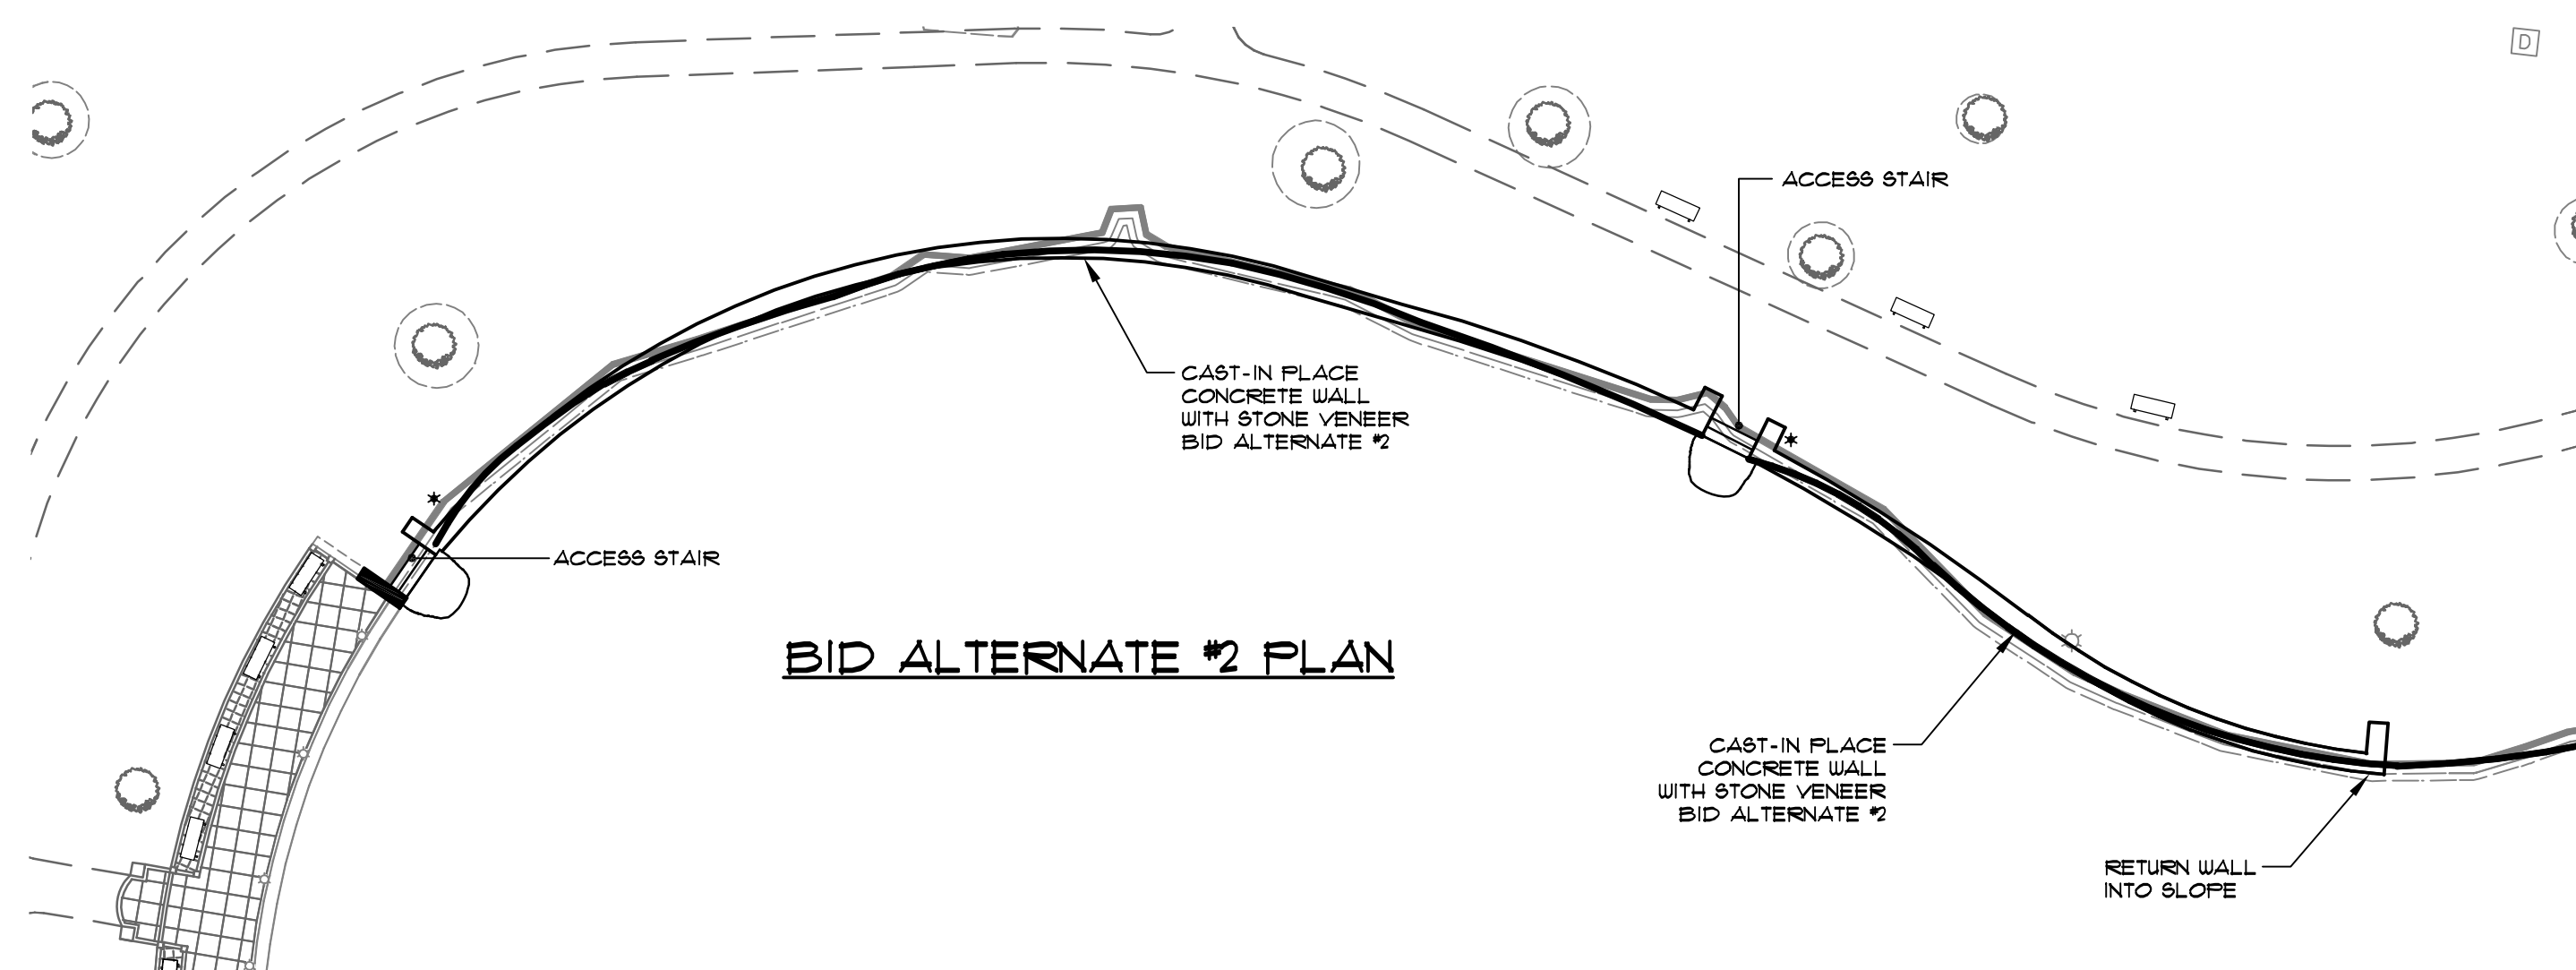 D
ACCESS STAIR
CAST-IN PLACE
CONCRETE WALL
WITH STONE VENEER
BID ALTERNATE #2
ACCESS STAIR
BID ALTERNATE #2 PLAN
CAST-IN PLACE
CONCRETE WALL
WITH STONE VENEER
BID ALTERNATE #2
RETURN WALL
INTO SLOPE